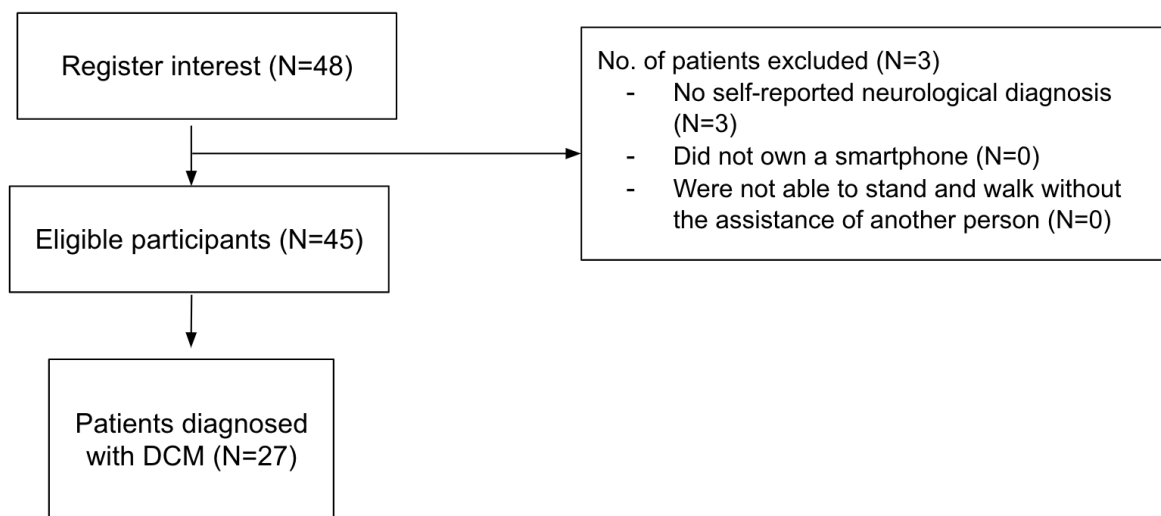 Register interest (N=48)
No. of patients excluded (N=3)
- No self-reported neurological diagnosis
(N=3)
- Did not own a smartphone (N=0)
- Were not able to stand and walk without
the assistance of another person (N=0)
Eligible participants (N=45)
Patients diagnosed
with DCM (N=27)